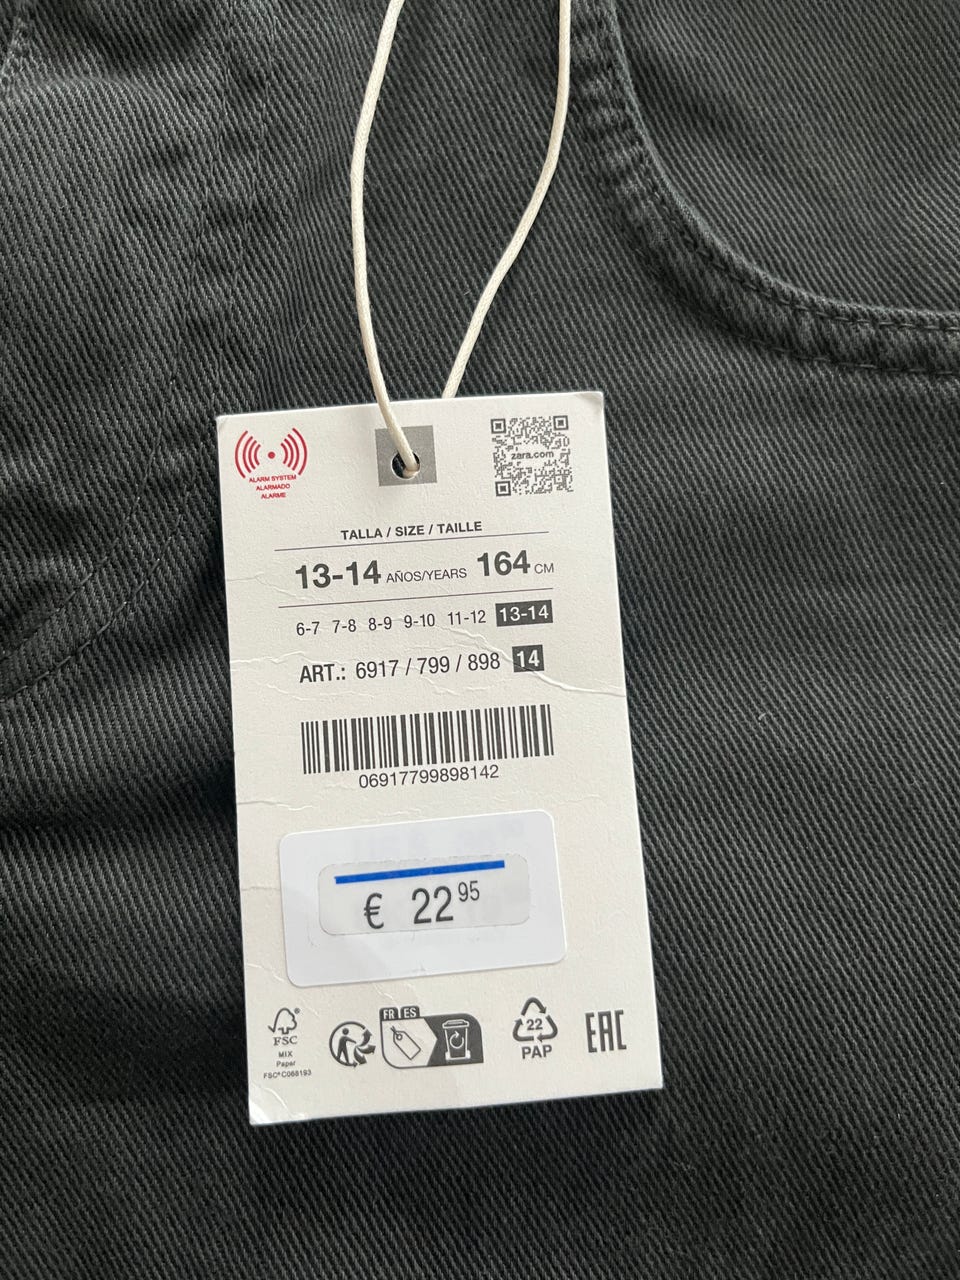 ALARM SYSTEM
ALARMADO
ALARME
zara.com
TALLA / SIZE / TAILLE
13-14 AÑOS/YEARS 164 CM
6-7 7-8 8-9 9-10 11-12 13-14
ART.: 6917 / 799 / 898 14
06917799898142
€ 22 95
FSC®
MIX
Paper
FSC® C068193
FR ES
22
PAP
EAC